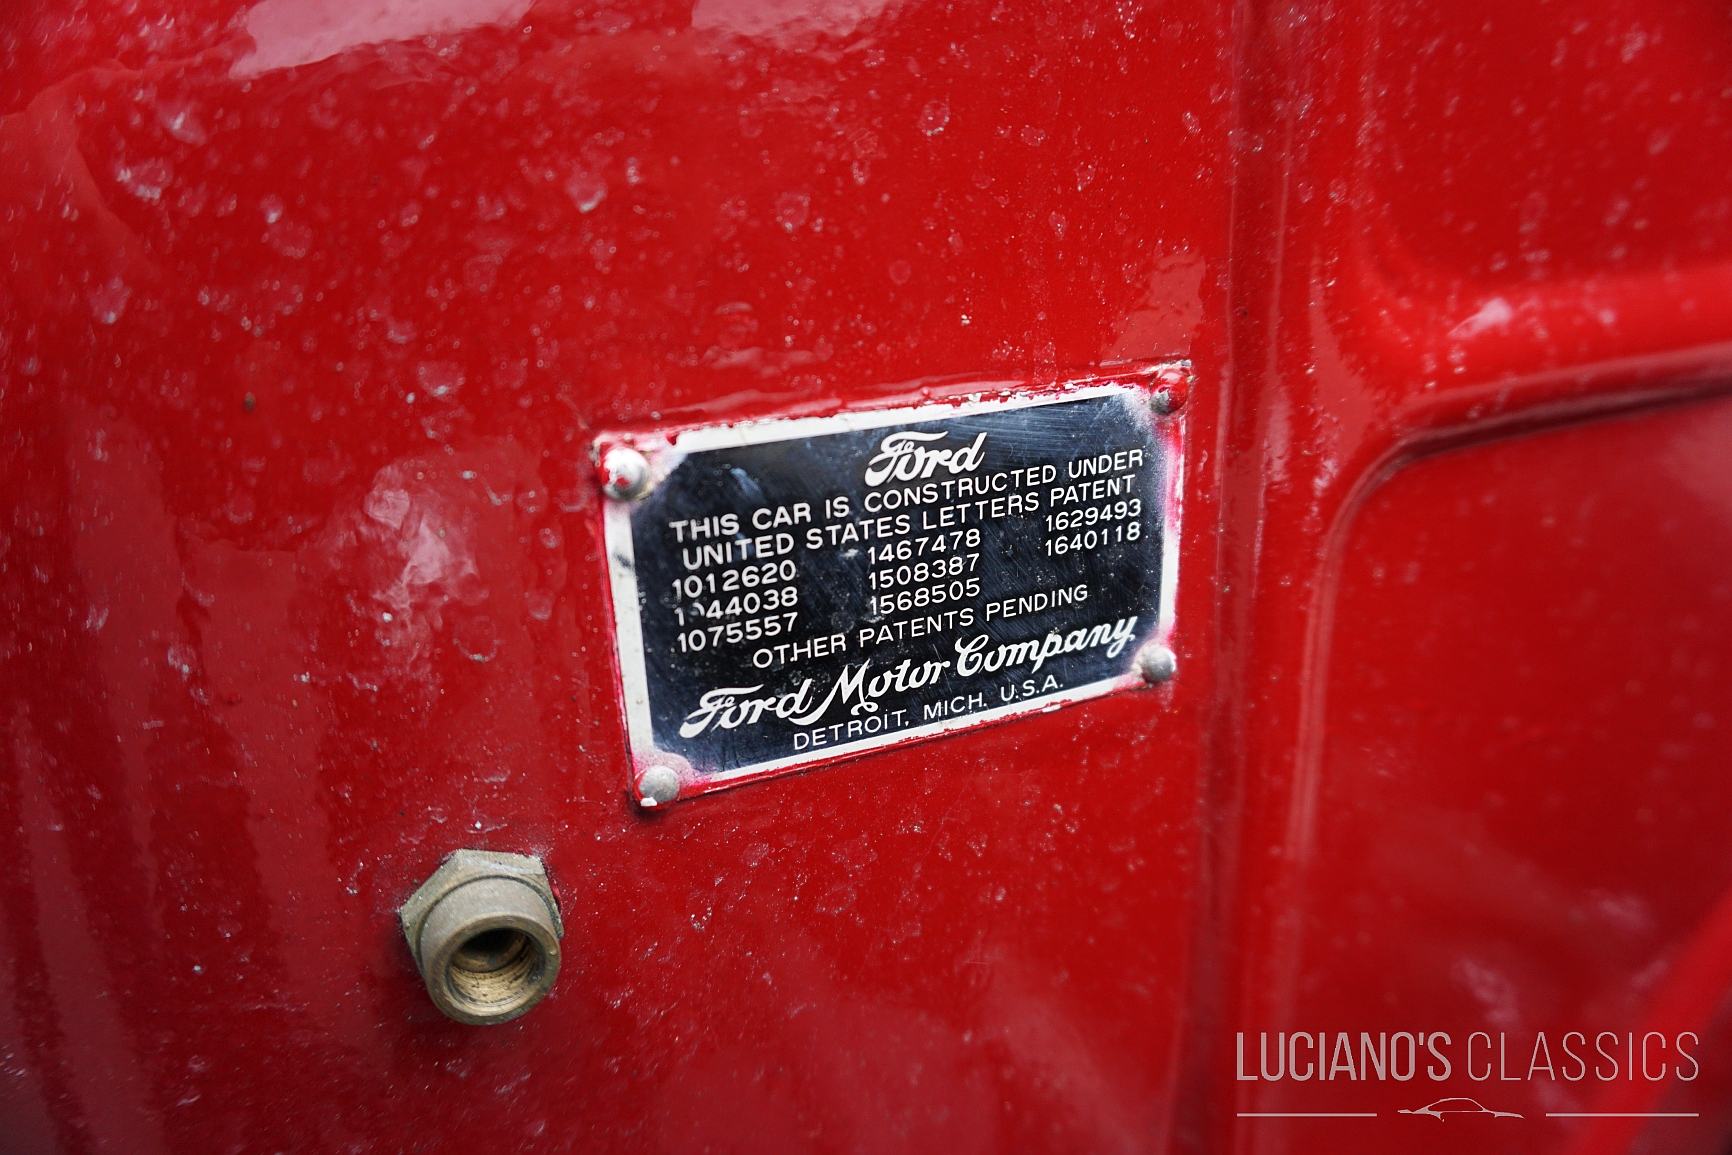 Ford
THIS CAR IS CONSTRUCTED UNDER
UNITED STATES LETTERS PATENT
1012620 1467478 1629493
1044038 1508387 1640118
1075557 1568505
OTHER PATENTS PENDING
Ford Motor Company
DETROIT, MICH. U.S.A.
LUCIANO'S CLASSICS